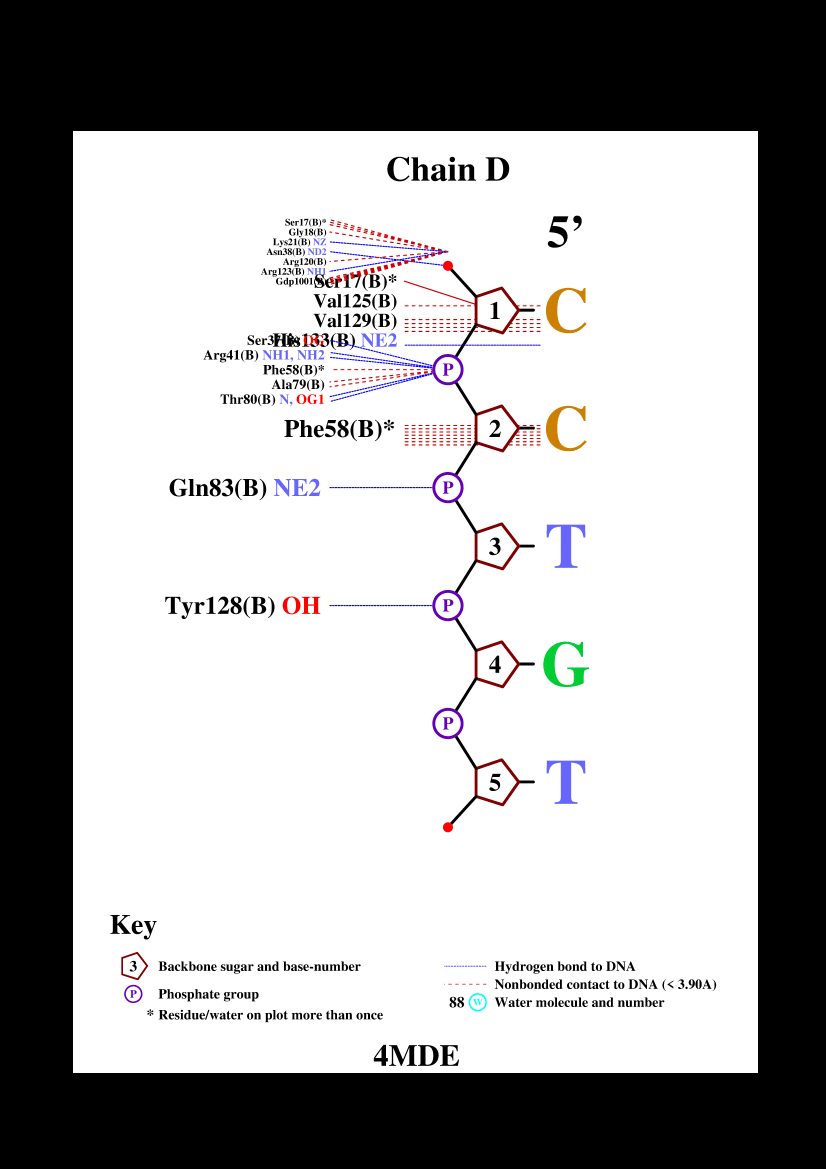 Chain D
5’
Ser17(B)*
Gly18(B)
Lys21(B) NZ
Asn38(B) ND2
Arg120(B)
Arg123(B) NH1
Gdp1001(B)
Ser17(B)*
1 C
Val125(B)
Val129(B)
His133(B) NE2
Ser37(B) OG
Arg41(B) NH1, NH2
Phe58(B)*
P
Ala79(B)
Thr80(B) N, OG1
Phe58(B)*
2 C
Gln83(B) NE2
P
3 T
Tyr128(B) OH
P
4 G
P
5 T
Key
3 Backbone sugar and base-number
P Phosphate group
* Residue/water on plot more than once
Hydrogen bond to DNA
Nonbonded contact to DNA (< 3.90A)
88 W Water molecule and number
4MDE